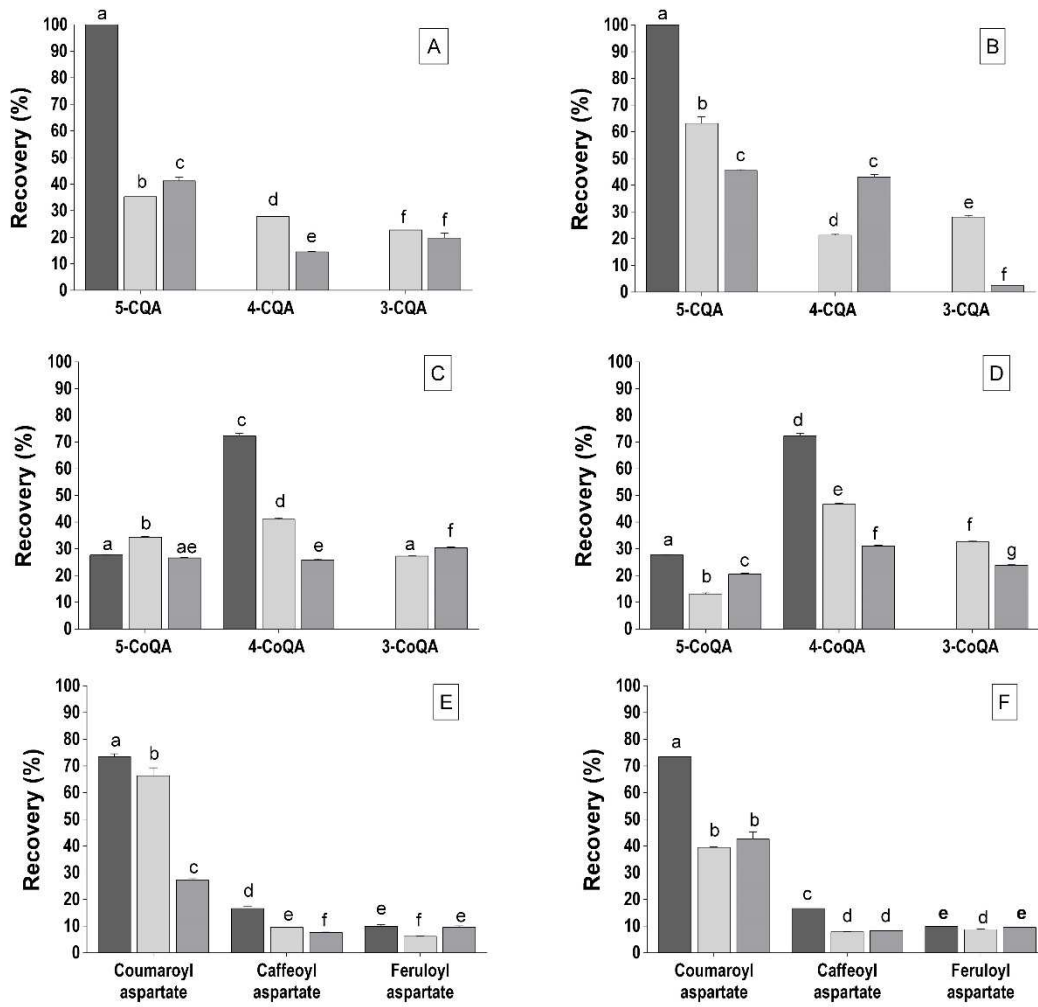 A
Recovery (%)
100
90
80
70
60
50
40
30
20
10
0
a
b
c
d
e
f
f
5-CQA
4-CQA
3-CQA
B
Recovery (%)
100
90
80
70
60
50
40
30
20
10
0
a
b
c
d
c
e
f
5-CQA
4-CQA
3-CQA
C
Recovery (%)
100
90
80
70
60
50
40
30
20
10
0
a
b
ae
c
d
e
a
f
5-CoQA
4-CoQA
3-CoQA
D
Recovery (%)
100
90
80
70
60
50
40
30
20
10
0
a
b
c
d
e
f
f
g
5-CoQA
4-CoQA
3-CoQA
E
Recovery (%)
100
90
80
70
60
50
40
30
20
10
0
a
b
c
d
e
f
e
f
e
Coumaroyl
aspartate
Caffeoyl
aspartate
Feruloyl
aspartate
F
Recovery (%)
100
90
80
70
60
50
40
30
20
10
0
a
b
b
c
d
d
e
d
e
Coumaroyl
aspartate
Caffeoyl
aspartate
Feruloyl
aspartate